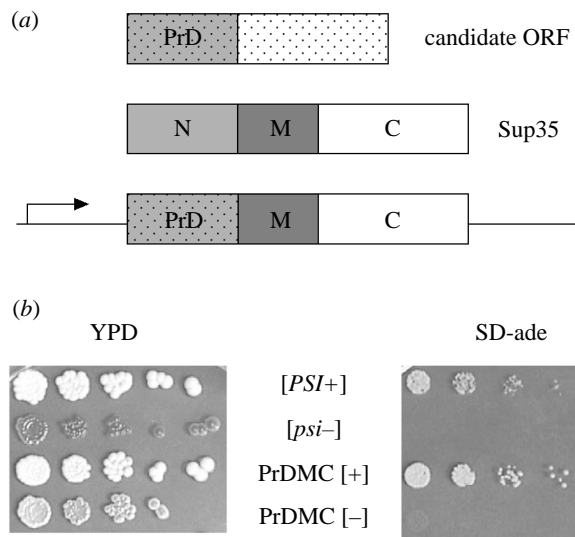 (a)
PrD candidate ORF
N M C Sup35
PrD M C
(b)
YPD SD-ade
[PSI+]
[psi–]
PrDMC [+]
PrDMC [–]